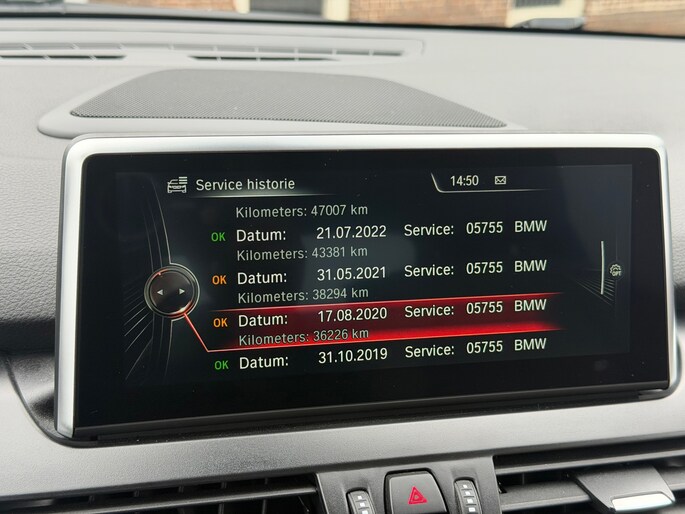 Service historie
14:50
Kilometers: 47007 km
OK Datum: 21.07.2022 Service: 05755 BMW
Kilometers: 43381 km
OK Datum: 31.05.2021 Service: 05755 BMW
Kilometers: 38294 km
OK Datum: 17.08.2020 Service: 05755 BMW
Kilometers: 36226 km
OK Datum: 31.10.2019 Service: 05755 BMW
OFF